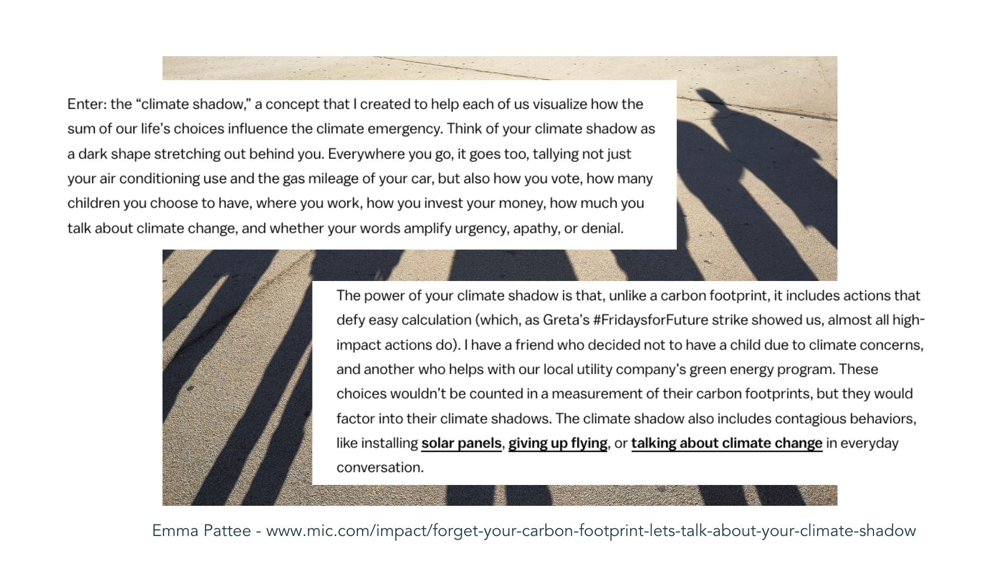 Enter: the “climate shadow,” a concept that I created to help each of us visualize how the
sum of our life’s choices influence the climate emergency. Think of your climate shadow as
a dark shape stretching out behind you. Everywhere you go, it goes too, tallying not just
your air conditioning use and the gas mileage of your car, but also how you vote, how many
children you choose to have, where you work, how you invest your money, how much you
talk about climate change, and whether your words amplify urgency, apathy, or denial.
The power of your climate shadow is that, unlike a carbon footprint, it includes actions that
defy easy calculation (which, as Greta’s #FridaysforFuture strike showed us, almost all high-
impact actions do). I have a friend who decided not to have a child due to climate concerns,
and another who helps with our local utility company’s green energy program. These
choices wouldn’t be counted in a measurement of their carbon footprints, but they would
factor into their climate shadows. The climate shadow also includes contagious behaviors,
like installing solar panels, giving up flying, or talking about climate change in everyday
conversation.
Emma Pattee - www.mic.com/impact/forget-your-carbon-footprint-lets-talk-about-your-climate-shadow